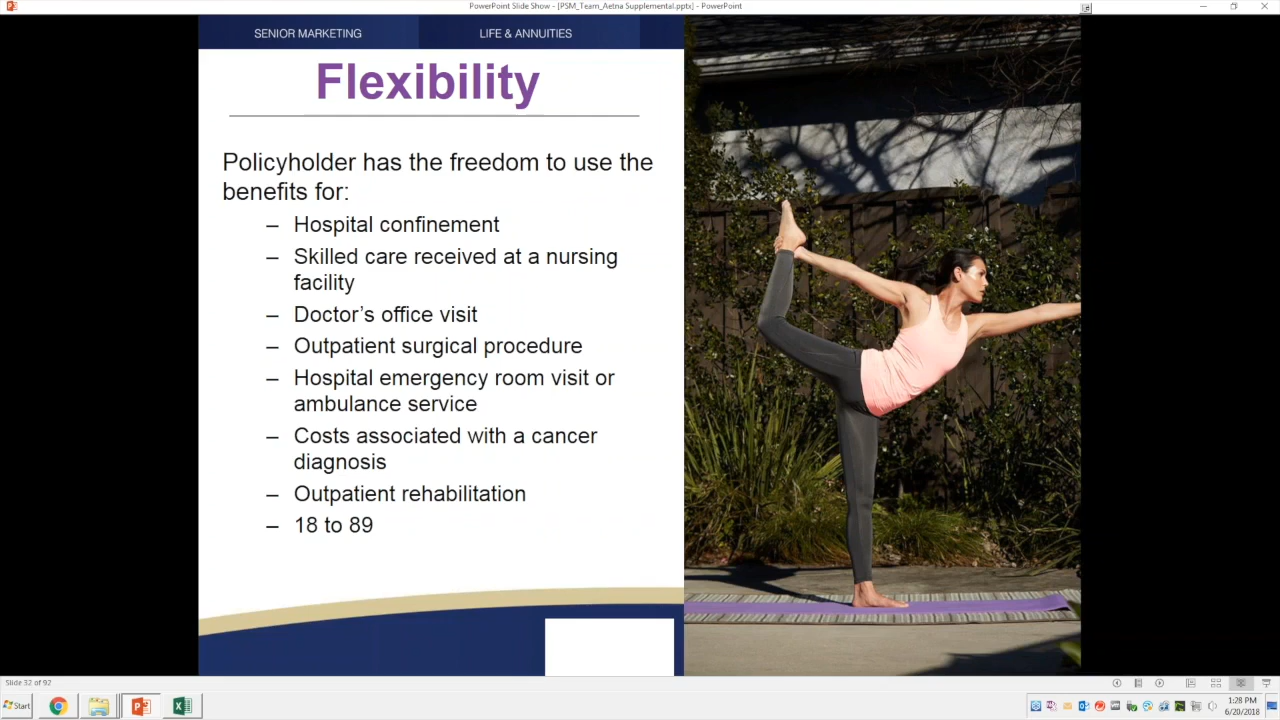 PowerPoint Slide Show - [PSM_Team_Aetna Supplemental.pptx] - PowerPoint
SENIOR MARKETING
LIFE & ANNUITIES
Flexibility
Policyholder has the freedom to use the
benefits for:
– Hospital confinement
– Skilled care received at a nursing
facility
– Doctor's office visit
– Outpatient surgical procedure
– Hospital emergency room visit or
ambulance service
– Costs associated with a cancer
diagnosis
– Outpatient rehabilitation
– 18 to 89
Slide 32 of 92
Start
1:28 PM
6/20/2018